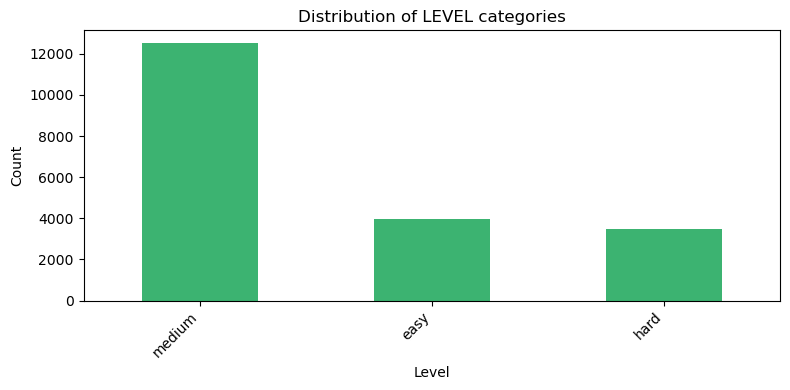 Distribution of LEVEL categories
12000
10000
8000
6000
4000
2000
0
Count
medium
easy
hard
Level